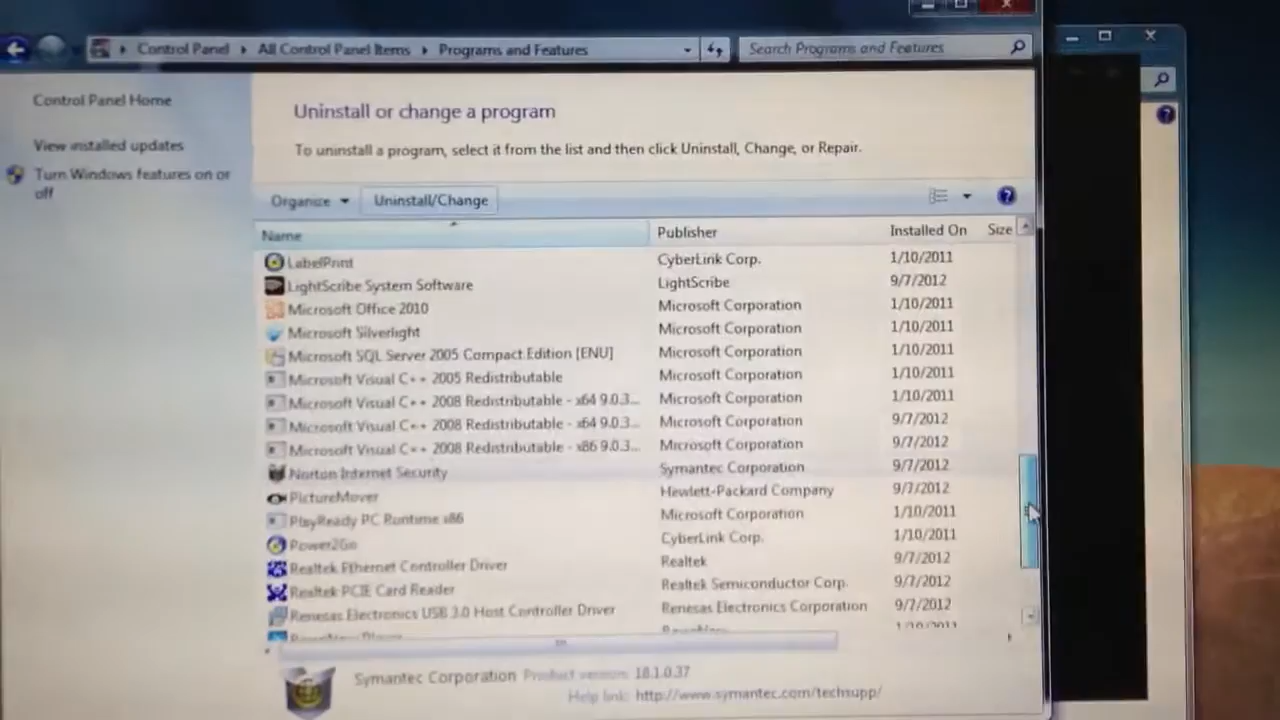 Control Panel All Control Panel Items Programs and Features Search Programs and Features
Control Panel Home
View installed updates
Turn Windows features on or off
Uninstall or change a program
To uninstall a program, select it from the list and then click Uninstall, Change, or Repair.
Organize Uninstall/Change
Name Publisher Installed On Size
LabelPrint CyberLink Corp. 1/10/2011
LightScribe System Software LightScribe 9/7/2012
Microsoft Office 2010 Microsoft Corporation 1/10/2011
Microsoft Silverlight Microsoft Corporation 1/10/2011
Microsoft SQL Server 2005 Compact Edition [ENU] Microsoft Corporation 1/10/2011
Microsoft Visual C++ 2005 Redistributable Microsoft Corporation 1/10/2011
Microsoft Visual C++ 2008 Redistributable - x64 9.0.3... Microsoft Corporation 1/10/2011
Microsoft Visual C++ 2008 Redistributable - x64 9.0.3... Microsoft Corporation 9/7/2012
Microsoft Visual C++ 2008 Redistributable - x86 9.0.3... Microsoft Corporation 9/7/2012
Norton Internet Security Symantec Corporation 9/7/2012
PictureMover Hewlett-Packard Company 9/7/2012
PlayReady PC Runtime x86 Microsoft Corporation 1/10/2011
Power2Go CyberLink Corp. 1/10/2011
Realtek Ethernet Controller Driver Realtek 9/7/2012
Realtek PCIE Card Reader Realtek Semiconductor Corp. 9/7/2012
Renesas Electronics USB 3.0 Host Controller Driver Renesas Electronics Corporation 9/7/2012
1/10/2011
Symantec Corporation Product version: 18.1.0.37
Help link: http://www.symantec.com/techsupp/